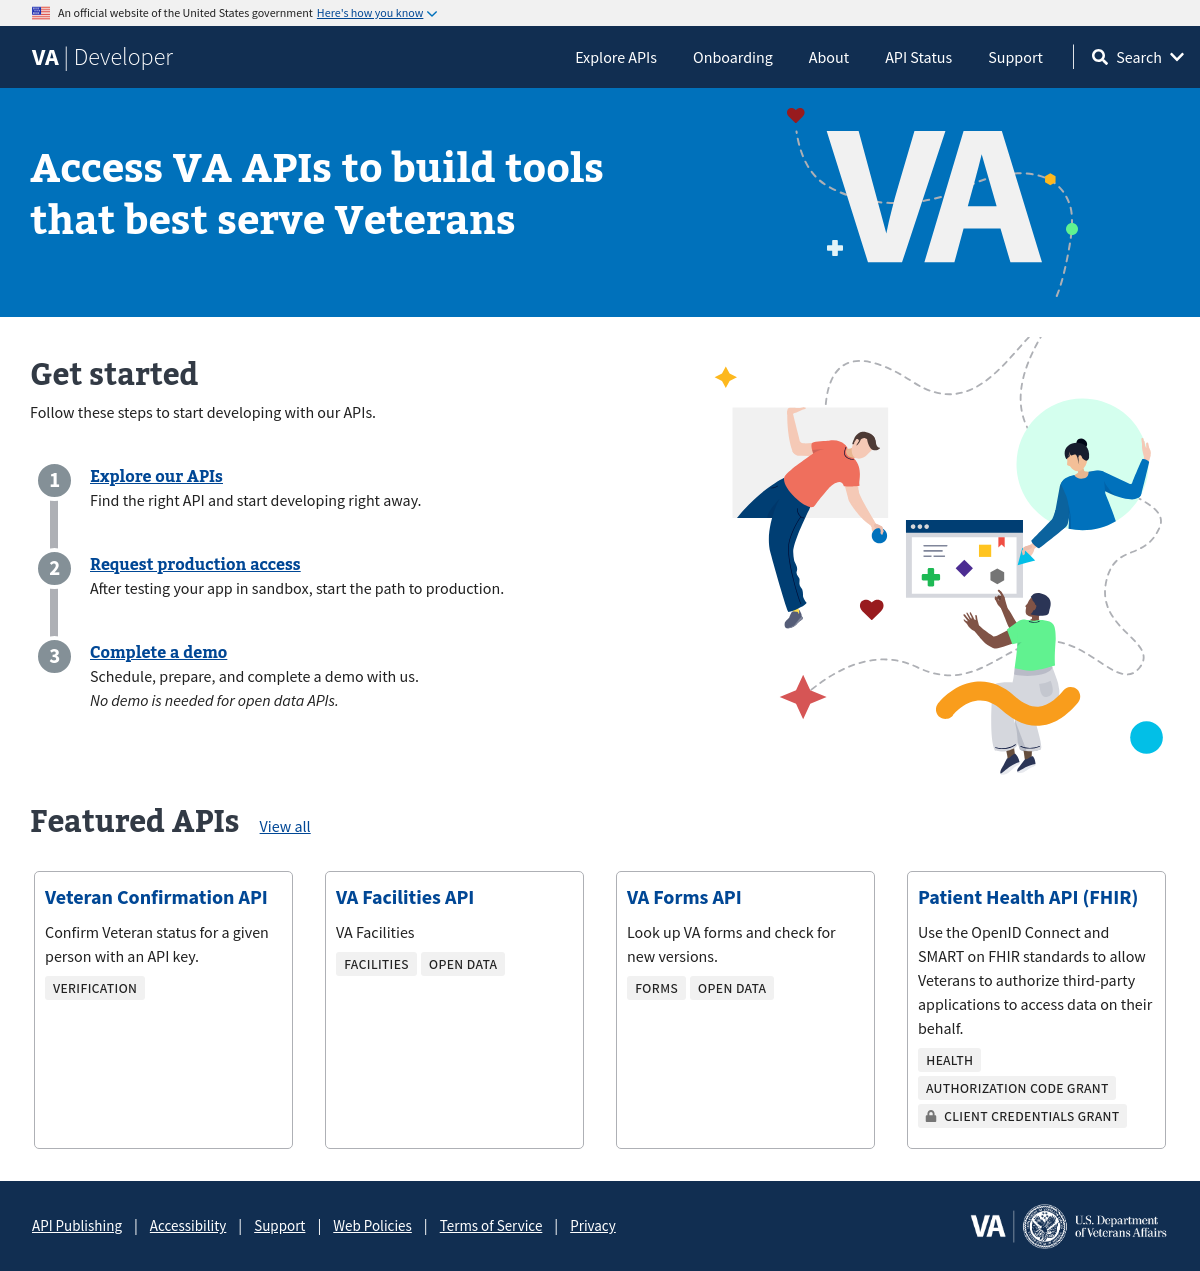 An official website of the United States government Here's how you know
VA | Developer
Explore APIs
Onboarding
About
API Status
Support
Search
Access VA APIs to build tools
that best serve Veterans
VA
Get started
Follow these steps to start developing with our APIs.
1
Explore our APIs
Find the right API and start developing right away.
2
Request production access
After testing your app in sandbox, start the path to production.
3
Complete a demo
Schedule, prepare, and complete a demo with us.
No demo is needed for open data APIs.
Featured APIs
View all
Veteran Confirmation API
Confirm Veteran status for a given
person with an API key.
VERIFICATION
VA Facilities API
VA Facilities
FACILITIES
OPEN DATA
VA Forms API
Look up VA forms and check for
new versions.
FORMS
OPEN DATA
Patient Health API (FHIR)
Use the OpenID Connect and
SMART on FHIR standards to allow
Veterans to authorize third-party
applications to access data on their
behalf.
HEALTH
AUTHORIZATION CODE GRANT
CLIENT CREDENTIALS GRANT
API Publishing | Accessibility | Support | Web Policies | Terms of Service | Privacy
VA
U.S. Department
of Veterans Affairs